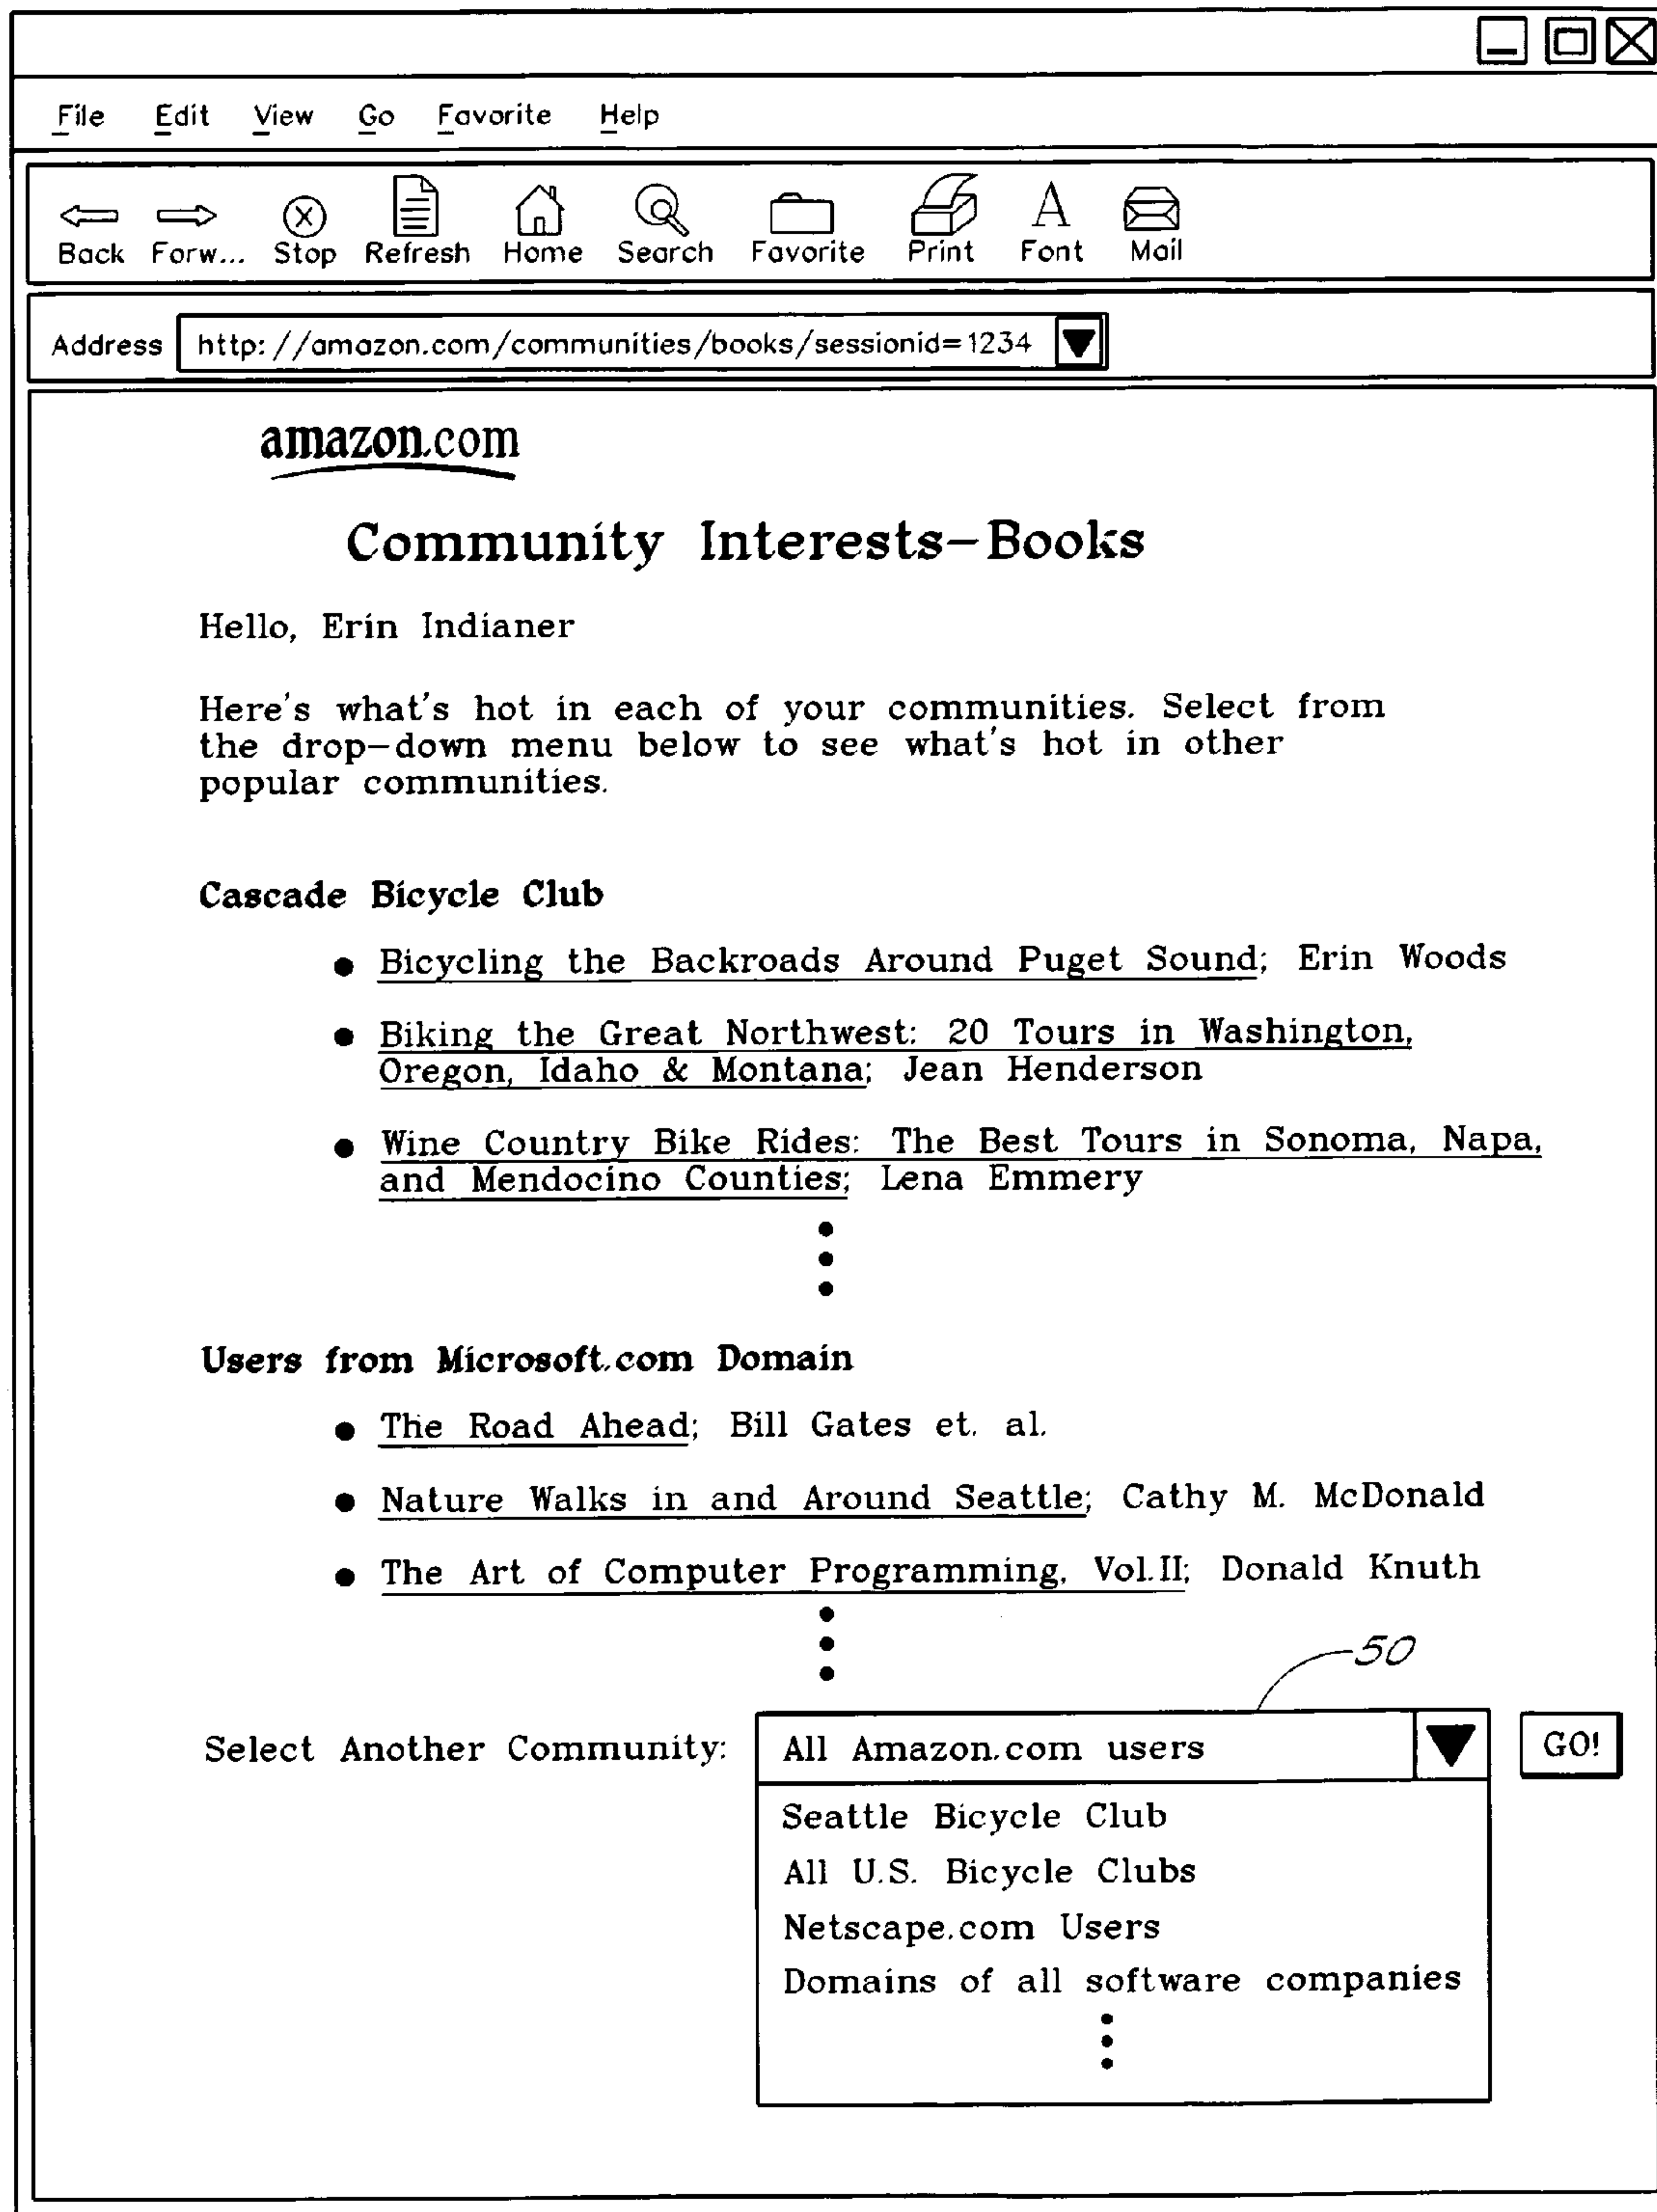 File Edit View Go Favorite Help
Back Forw... Stop Refresh Home Search Favorite Print Font Mail
Address http://amazon.com/communities/books/sessionid=1234
amazon.com
Community Interests-Books
Hello, Erin Indianer
Here's what's hot in each of your communities. Select from
the drop-down menu below to see what's hot in other
popular communities.
Cascade Bicycle Club
• Bicycling the Backroads Around Puget Sound; Erin Woods
• Biking the Great Northwest: 20 Tours in Washington,
Oregon, Idaho & Montana; Jean Henderson
• Wine Country Bike Rides: The Best Tours in Sonoma, Napa,
and Mendocino Counties; Lena Emmery
Users from Microsoft.com Domain
• The Road Ahead; Bill Gates et. al.
• Nature Walks in and Around Seattle; Cathy M. McDonald
• The Art of Computer Programming, Vol.II; Donald Knuth
50
Select Another Community: All Amazon.com users GO!
Seattle Bicycle Club
All U.S. Bicycle Clubs
Netscape.com Users
Domains of all software companies